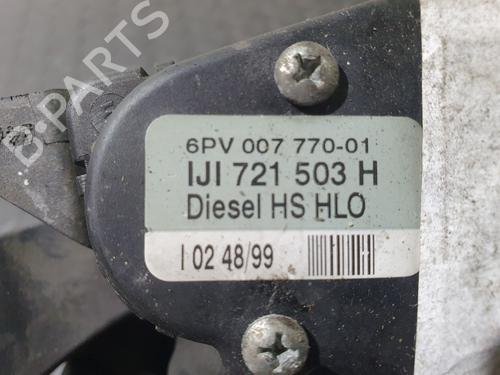 B-PARTS
6PV 007 770-01
IJI 721 503 H
Diesel HS HLO
I 02 48/99